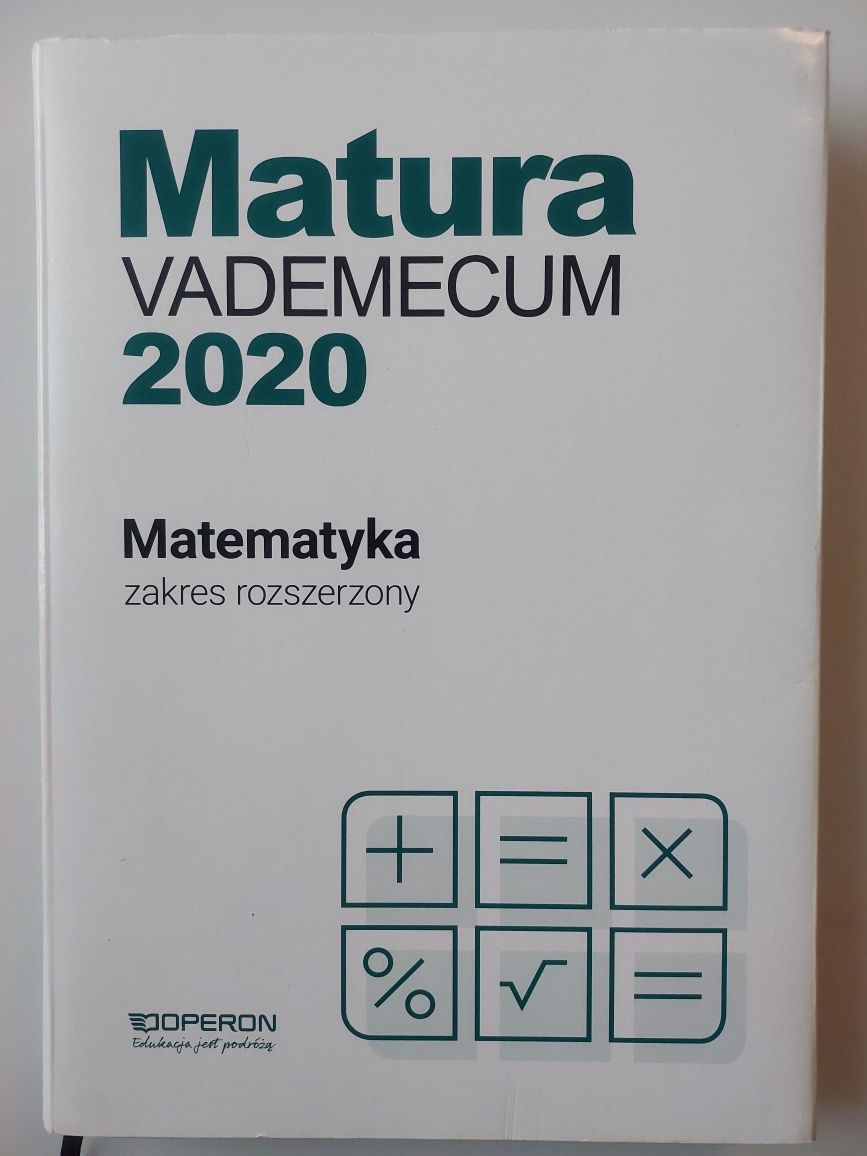 Matura
VADEMECUM
2020
Matematyka
zakres rozszerzony
+ = ×
% √ =
OPERON
Edukacja jest podróżą